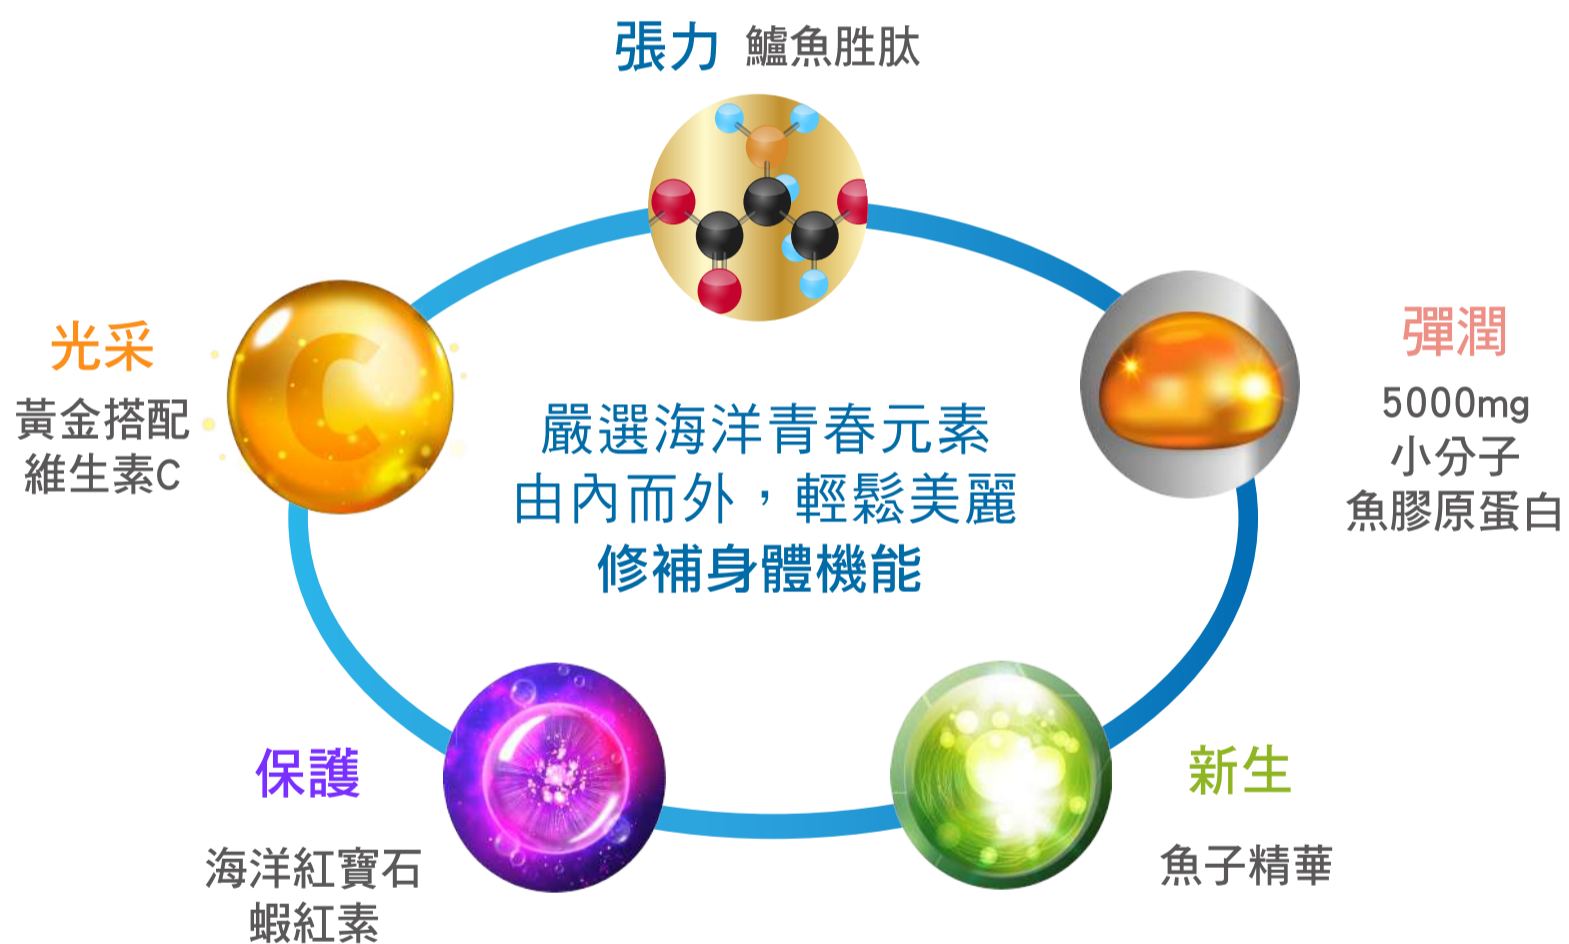 張力 鱸魚胜肽
光采
黃金搭配
維生素C
C
彈潤
5000mg
小分子
魚膠原蛋白
嚴選海洋青春元素
由內而外，輕鬆美麗
修補身體機能
保護
海洋紅寶石
蝦紅素
新生
魚子精華